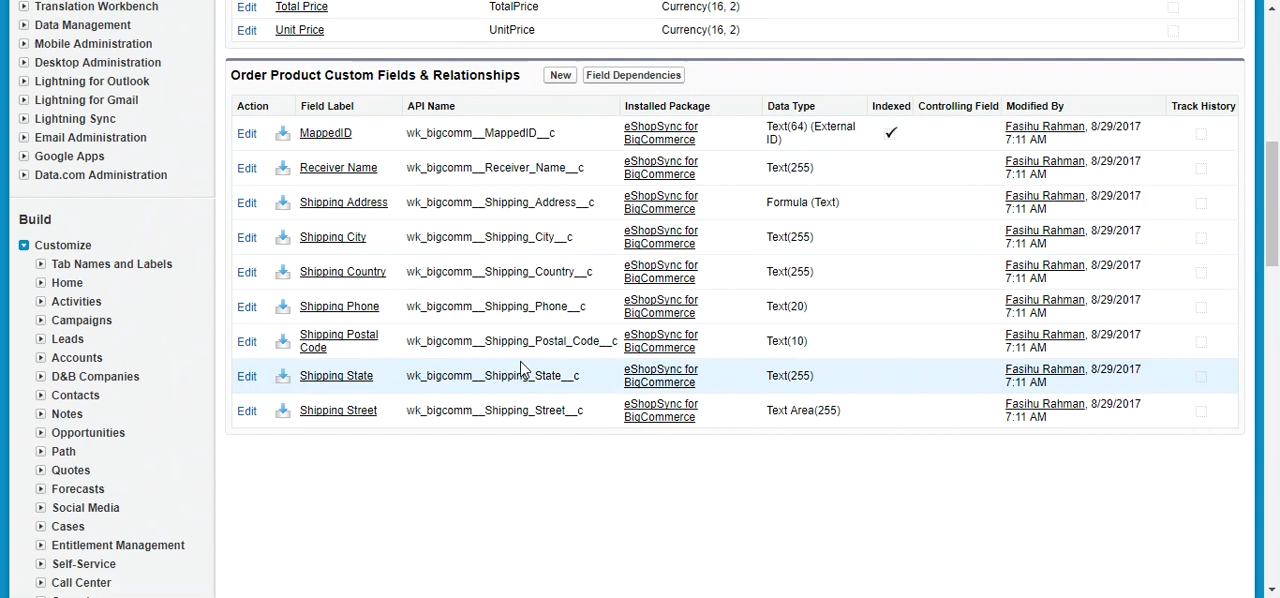 Translation Workbench
Data Management
Mobile Administration
Desktop Administration
Lightning for Outlook
Lightning for Gmail
Lightning Sync
Email Administration
Google Apps
Data.com Administration
Build
Customize
Tab Names and Labels
Home
Activities
Campaigns
Leads
Accounts
D&B Companies
Contacts
Notes
Opportunities
Path
Quotes
Forecasts
Social Media
Cases
Entitlement Management
Self-Service
Call Center
Edit Total Price TotalPrice Currency(16, 2)
Edit Unit Price UnitPrice Currency(16, 2)
Order Product Custom Fields & Relationships New Field Dependencies
Action Field Label API Name Installed Package Data Type Indexed Controlling Field Modified By Track History
Edit MappedID wk_bigcomm__MappedID__c eShopSync for BigCommerce Text(64) (External ID) ✓ Fasihu Rahman, 8/29/2017 7:11 AM
Edit Receiver Name wk_bigcomm__Receiver_Name__c eShopSync for BigCommerce Text(255) Fasihu Rahman, 8/29/2017 7:11 AM
Edit Shipping Address wk_bigcomm__Shipping_Address__c eShopSync for BigCommerce Formula (Text) Fasihu Rahman, 8/29/2017 7:11 AM
Edit Shipping City wk_bigcomm__Shipping_City__c eShopSync for BigCommerce Text(255) Fasihu Rahman, 8/29/2017 7:11 AM
Edit Shipping Country wk_bigcomm__Shipping_Country__c eShopSync for BigCommerce Text(255) Fasihu Rahman, 8/29/2017 7:11 AM
Edit Shipping Phone wk_bigcomm__Shipping_Phone__c eShopSync for BigCommerce Text(20) Fasihu Rahman, 8/29/2017 7:11 AM
Edit Shipping Postal Code wk_bigcomm__Shipping_Postal_Code__c eShopSync for BigCommerce Text(10) Fasihu Rahman, 8/29/2017 7:11 AM
Edit Shipping State wk_bigcomm__Shipping_State__c eShopSync for BigCommerce Text(255) Fasihu Rahman, 8/29/2017 7:11 AM
Edit Shipping Street wk_bigcomm__Shipping_Street__c eShopSync for BigCommerce Text Area(255) Fasihu Rahman, 8/29/2017 7:11 AM